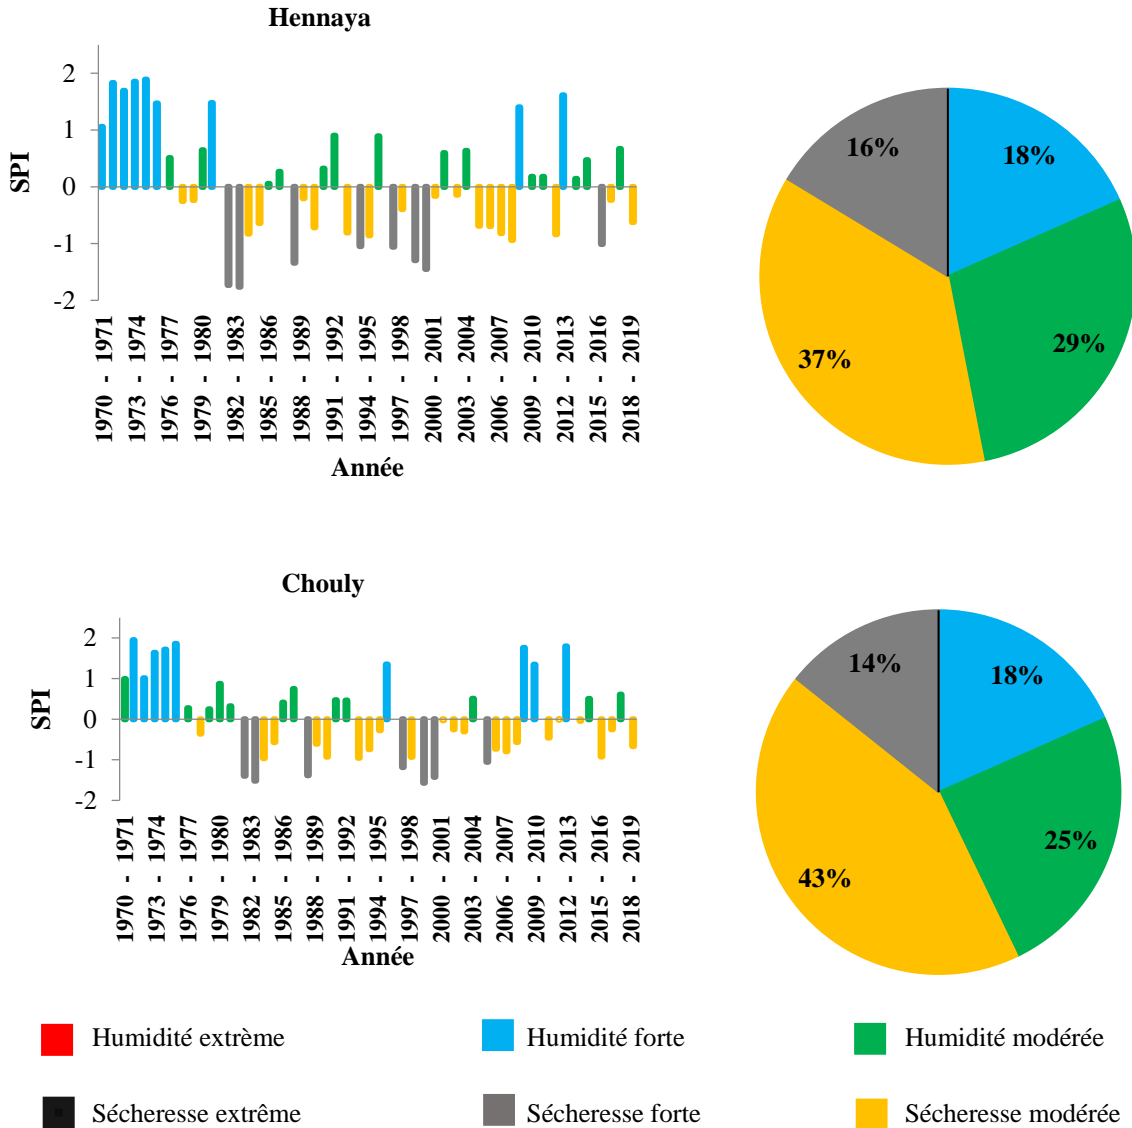 Hennaya
SPI
2
1
0
-1
-2
1970 - 1971
1973 - 1974
1976 - 1977
1979 - 1980
1982 - 1983
1985 - 1986
1988 - 1989
1991 - 1992
1994 - 1995
1997 - 1998
2000 - 2001
2003 - 2004
2006 - 2007
2009 - 2010
2012 - 2013
2015 - 2016
2018 - 2019
Année
16%
18%
37%
29%
Chouly
SPI
2
1
0
-1
-2
1970 - 1971
1973 - 1974
1976 - 1977
1979 - 1980
1982 - 1983
1985 - 1986
1988 - 1989
1991 - 1992
1994 - 1995
1997 - 1998
2000 - 2001
2003 - 2004
2006 - 2007
2009 - 2010
2012 - 2013
2015 - 2016
2018 - 2019
Année
14%
18%
43%
25%
Humidité extrème
Humidité forte
Humidité modérée
Sécheresse extrême
Sécheresse forte
Sécheresse modérée